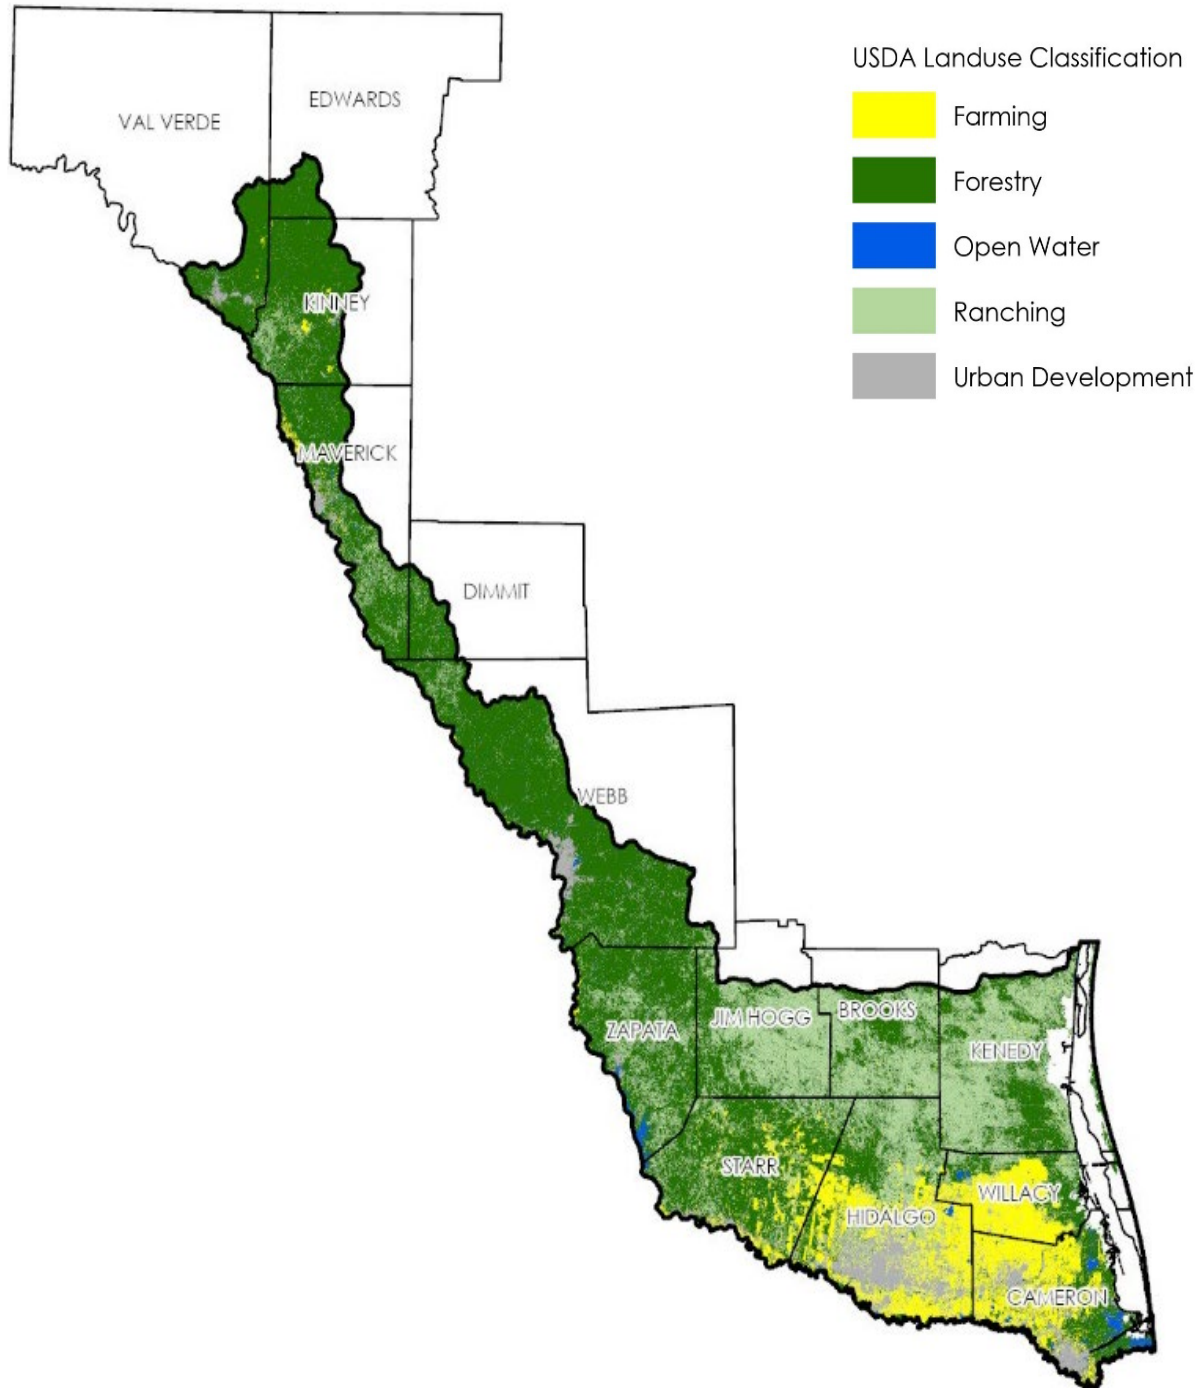 USDA Landuse Classification
Farming
Forestry
Open Water
Ranching
Urban Development
EDWARDS
VAL VERDE
KINNEY
MAVERICK
DIMMIT
WEBB
ZAPATA
JIM HOGG
BROOKS
KENEDY
STARR
WILLACY
HIDALGO
CAMERON